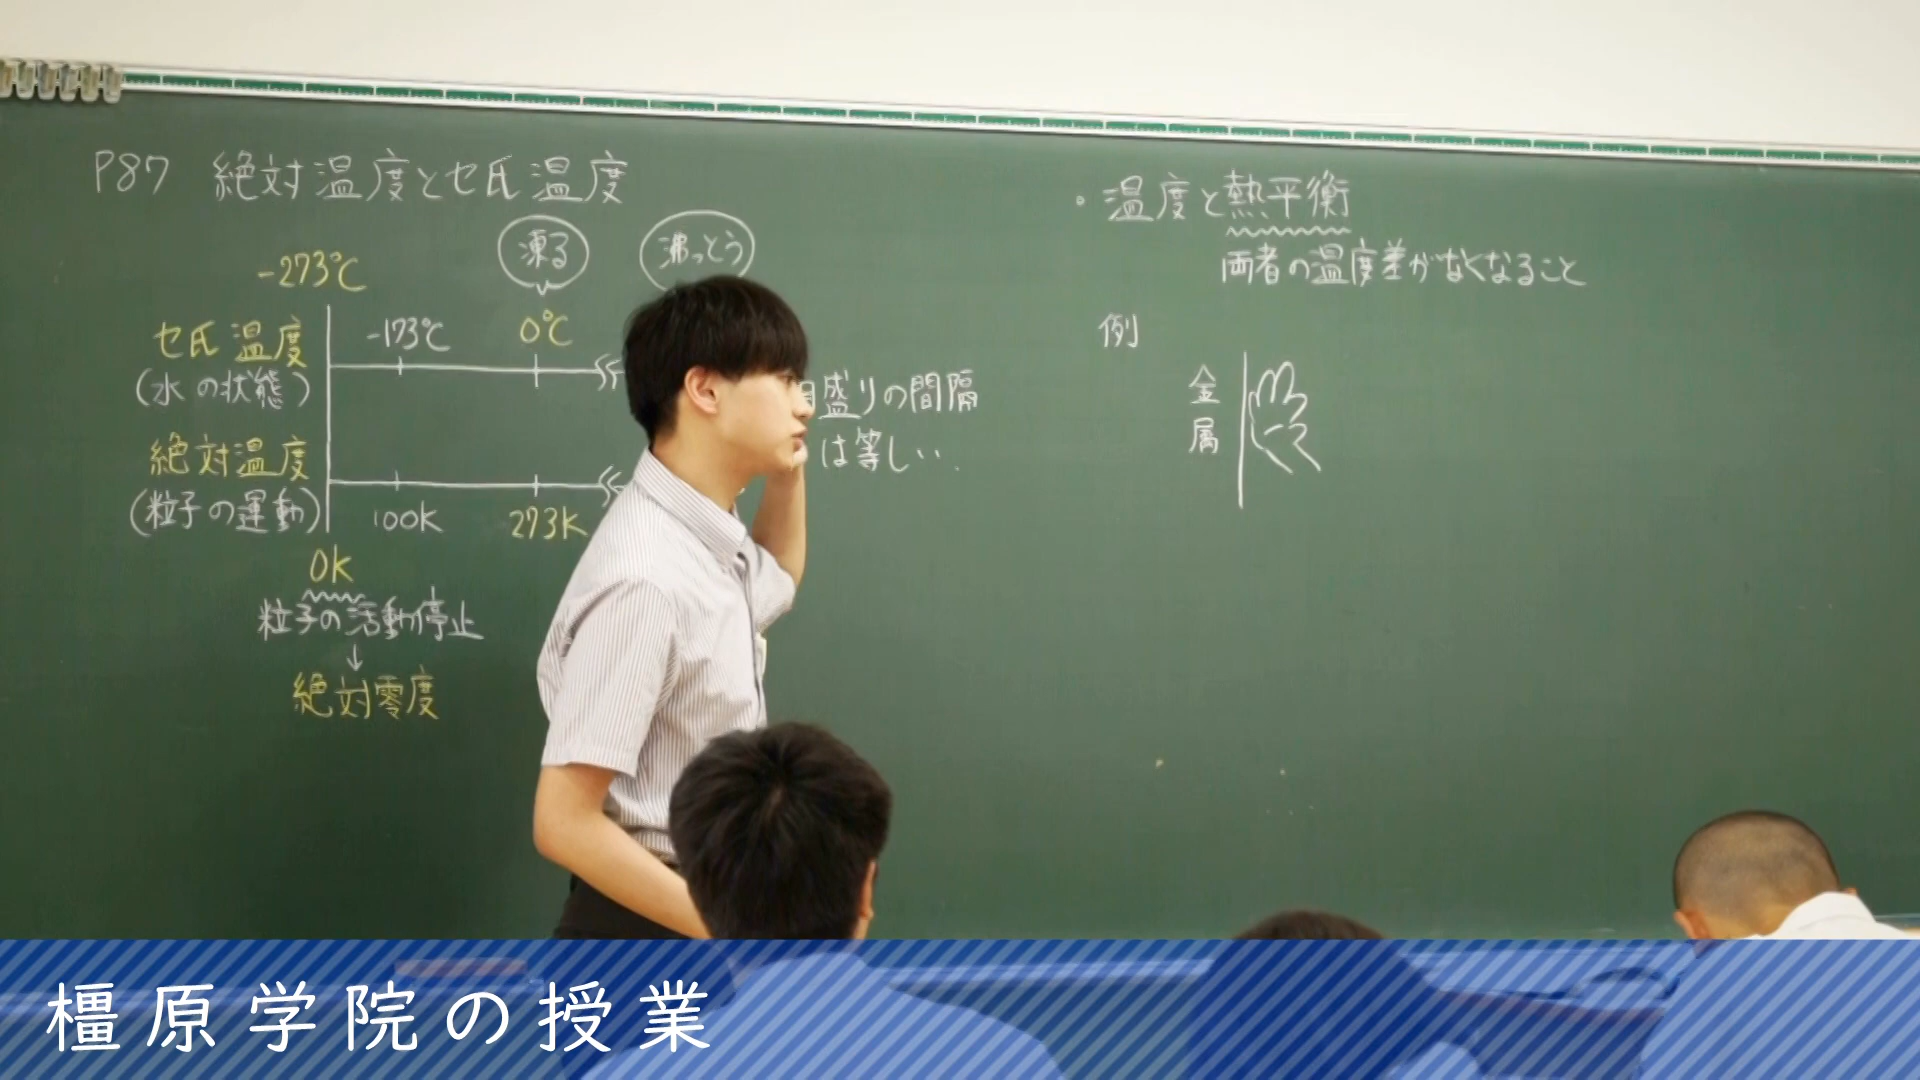 P87 絶対温度とセ氏温度
凍る
沸っとう
-273℃
セ氏温度
-173℃
0℃
(水の状態)
絶対温度
(粒子の運動)
100K
273K
0K
粒子の活動停止
↓
絶対零度
盛りの間隔
は等しい.
・温度と熱平衡
両者の温度差がなくなること
例
金属
橿原学院の授業